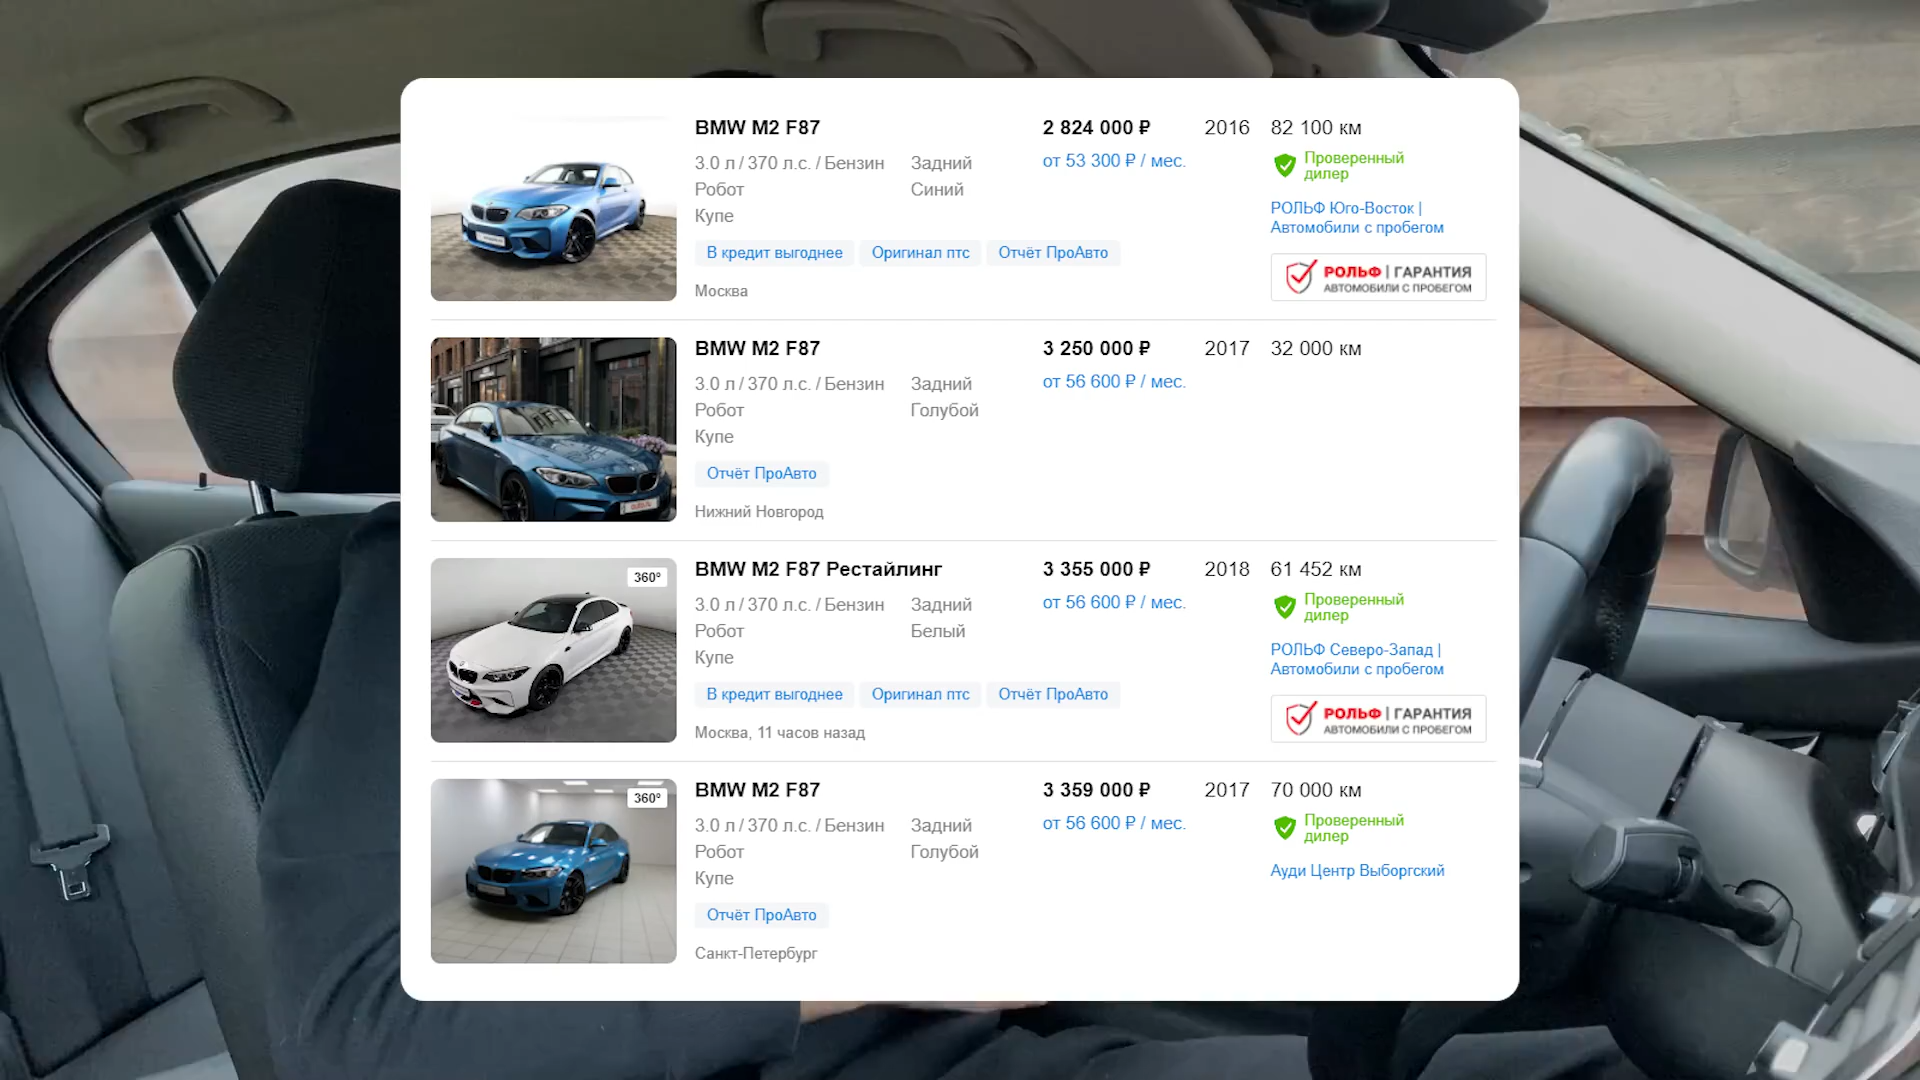 BMW M2 F87
2 824 000 ₽
2016
82 100 км
3.0 л / 370 л.с. / Бензин
Задний
от 53 300 ₽ / мес.
Проверенный
дилер
Робот
Синий
Купе
РОЛЬФ Юго-Восток |
Автомобили с пробегом
В кредит выгоднее
Оригинал птс
Отчёт ПроАвто
РОЛЬФ | ГАРАНТИЯ
АВТОМОБИЛИ С ПРОБЕГОМ
Москва
BMW M2 F87
3 250 000 ₽
2017
32 000 км
3.0 л / 370 л.с. / Бензин
Задний
от 56 600 ₽ / мес.
Робот
Голубой
Купе
Отчёт ПроАвто
Нижний Новгород
360°
BMW M2 F87 Рестайлинг
3 355 000 ₽
2018
61 452 км
3.0 л / 370 л.с. / Бензин
Задний
от 56 600 ₽ / мес.
Проверенный
дилер
Робот
Белый
Купе
РОЛЬФ Северо-Запад |
Автомобили с пробегом
В кредит выгоднее
Оригинал птс
Отчёт ПроАвто
РОЛЬФ | ГАРАНТИЯ
АВТОМОБИЛИ С ПРОБЕГОМ
Москва, 11 часов назад
360°
BMW M2 F87
3 359 000 ₽
2017
70 000 км
3.0 л / 370 л.с. / Бензин
Задний
от 56 600 ₽ / мес.
Проверенный
дилер
Робот
Голубой
Купе
Ауди Центр Выборгский
Отчёт ПроАвто
Санкт-Петербург